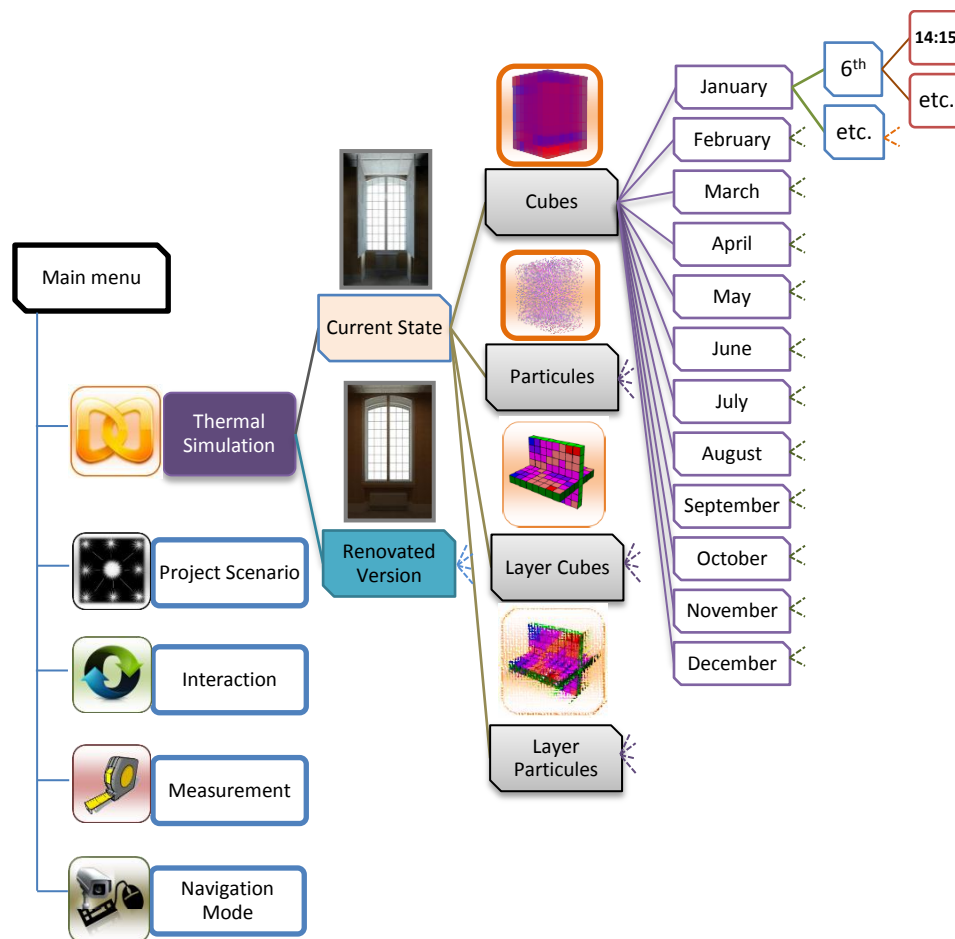 Main menu
Thermal
Simulation
Project Scenario
Interaction
Measurement
Navigation
Mode
Current State
Renovated
Version
Cubes
Particules
Layer Cubes
Layer
Particules
January
February
March
April
May
June
July
August
September
October
November
December
6th
etc.
14:15
etc.